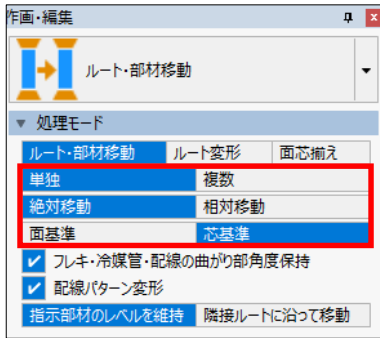 作画・編集
ルート・部材移動
処理モード
ルート・部材移動 ルート変形 面芯揃え
単独 複数
絶対移動 相対移動
面基準 芯基準
フレキ・冷媒管・配線の曲がり部角度保持
配線パターン変形
指示部材のレベルを維持 隣接ルートに沿って移動